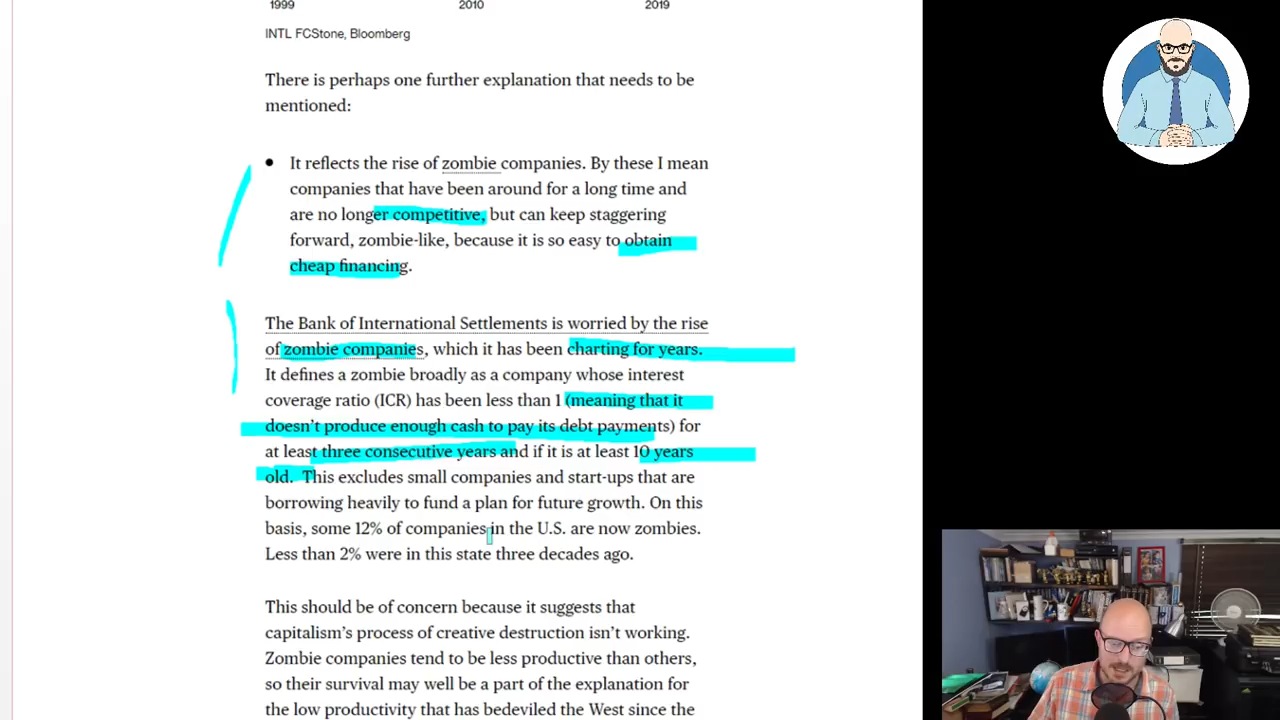 1999 2010 2019
INTL FCStone, Bloomberg
There is perhaps one further explanation that needs to be
mentioned:
• It reflects the rise of zombie companies. By these I mean
companies that have been around for a long time and
are no longer competitive, but can keep staggering
forward, zombie-like, because it is so easy to obtain
cheap financing.
The Bank of International Settlements is worried by the rise
of zombie companies, which it has been charting for years.
It defines a zombie broadly as a company whose interest
coverage ratio (ICR) has been less than 1 (meaning that it
doesn’t produce enough cash to pay its debt payments) for
at least three consecutive years and if it is at least 10 years
old. This excludes small companies and start-ups that are
borrowing heavily to fund a plan for future growth. On this
basis, some 12% of companies in the U.S. are now zombies.
Less than 2% were in this state three decades ago.
This should be of concern because it suggests that
capitalism’s process of creative destruction isn’t working.
Zombie companies tend to be less productive than others,
so their survival may well be a part of the explanation for
the low productivity that has bedeviled the West since the